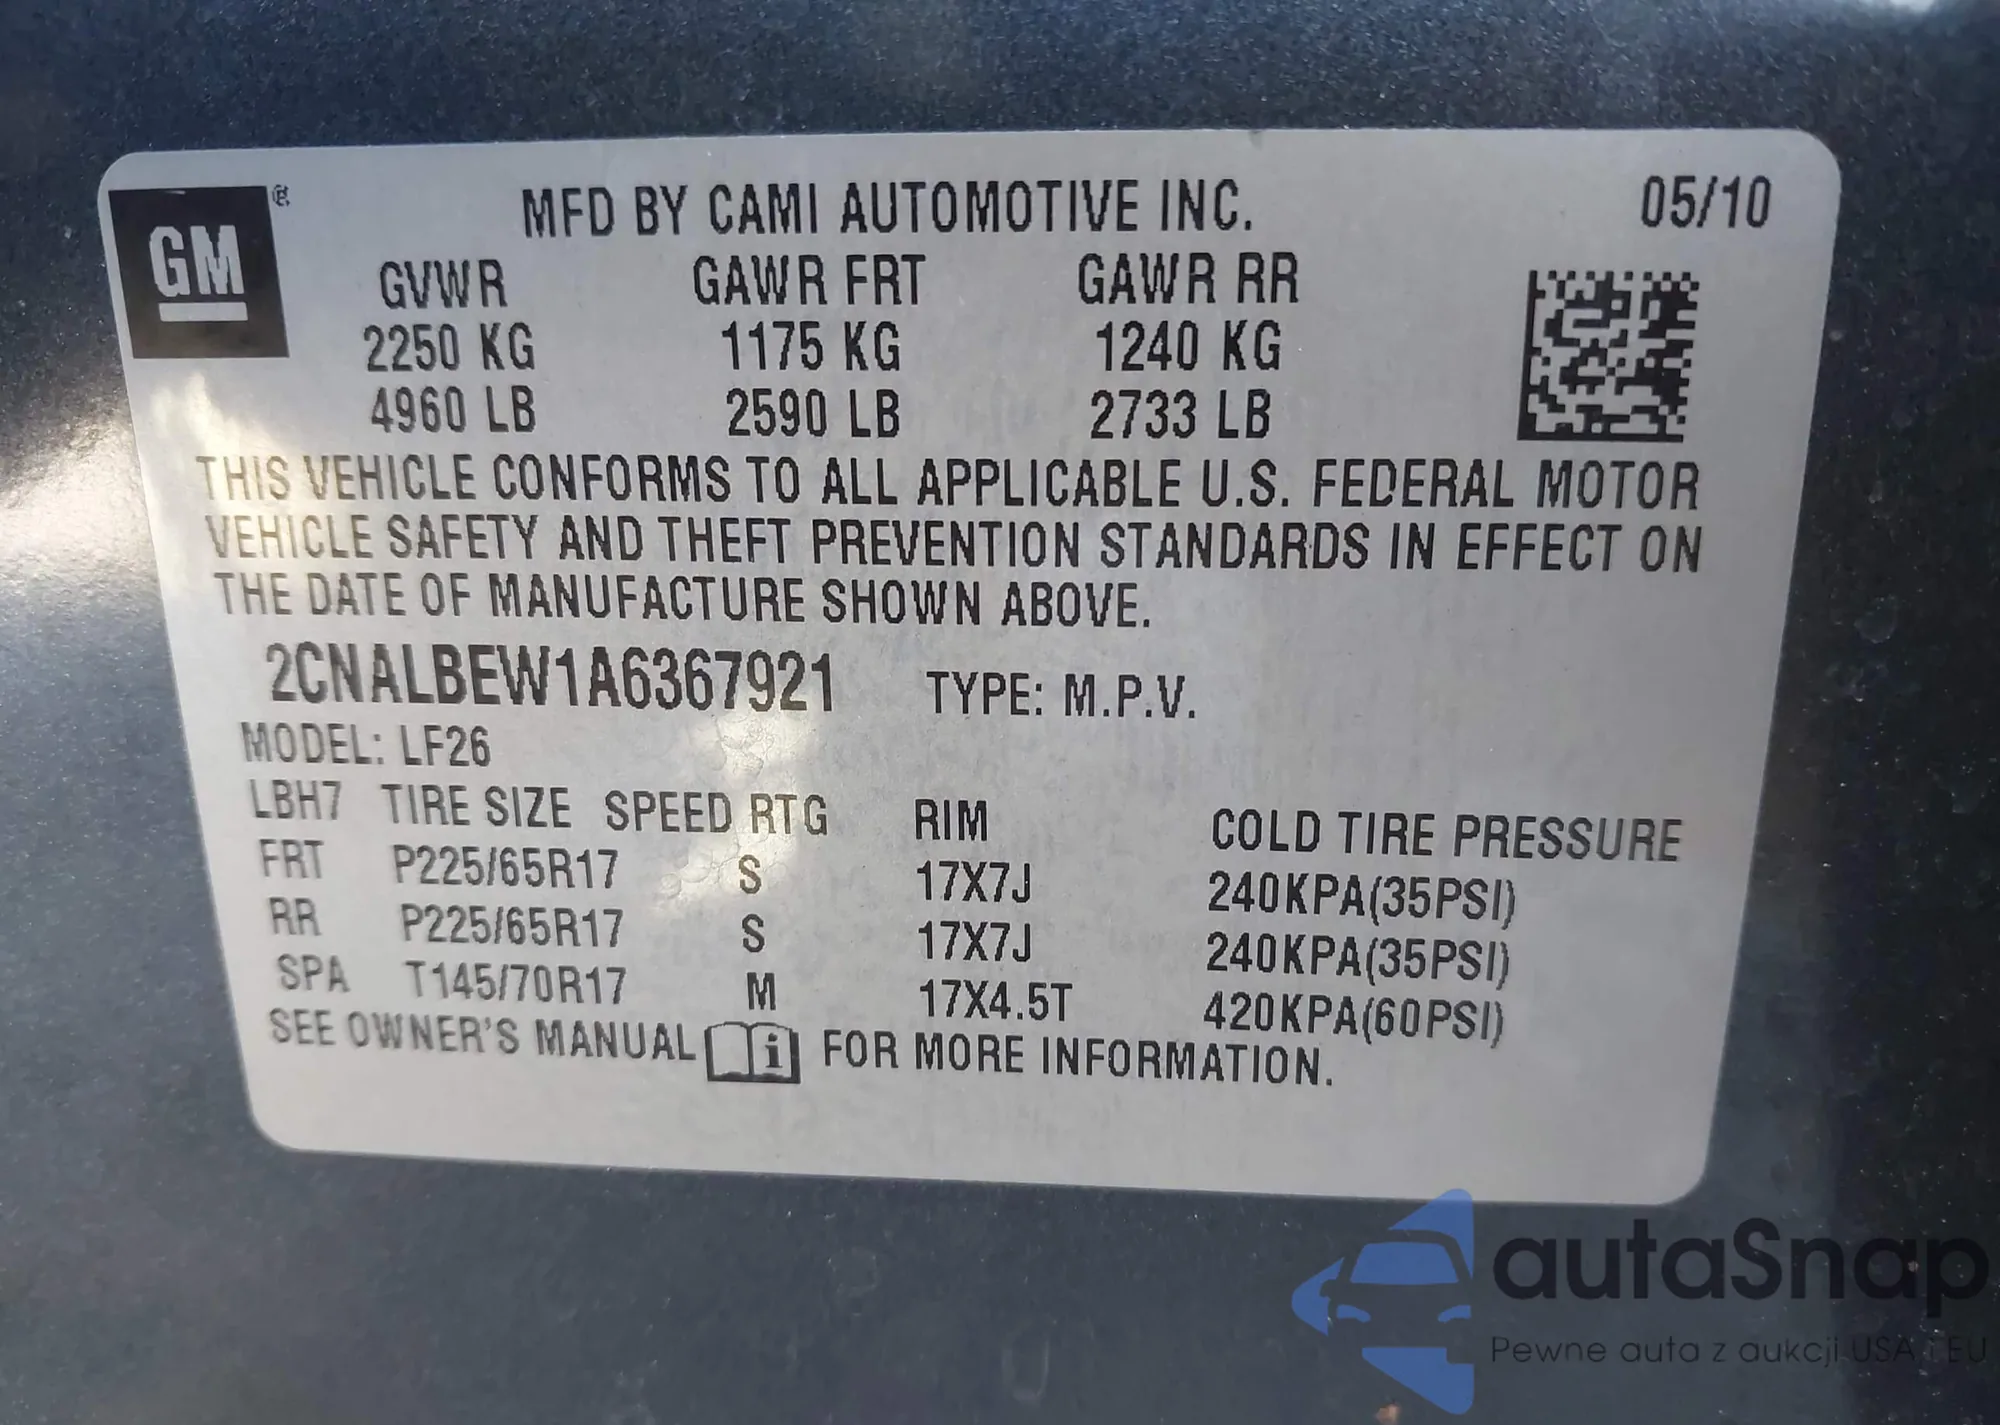 GM ®
MFD BY CAMI AUTOMOTIVE INC. 05/10
GVWR GAWR FRT GAWR RR
2250 KG 1175 KG 1240 KG
4960 LB 2590 LB 2733 LB
THIS VEHICLE CONFORMS TO ALL APPLICABLE U.S. FEDERAL MOTOR
VEHICLE SAFETY AND THEFT PREVENTION STANDARDS IN EFFECT ON
THE DATE OF MANUFACTURE SHOWN ABOVE.
2CNALBEW1A6367921 TYPE: M.P.V.
MODEL: LF26
LBH7 TIRE SIZE SPEED RTG RIM COLD TIRE PRESSURE
FRT P225/65R17 S 17X7J 240KPA(35PSI)
RR P225/65R17 S 17X7J 240KPA(35PSI)
SPA T145/70R17 M 17X4.5T 420KPA(60PSI)
SEE OWNER'S MANUAL i FOR MORE INFORMATION.
autaSnap
Pewne auta z aukcji USA i EU